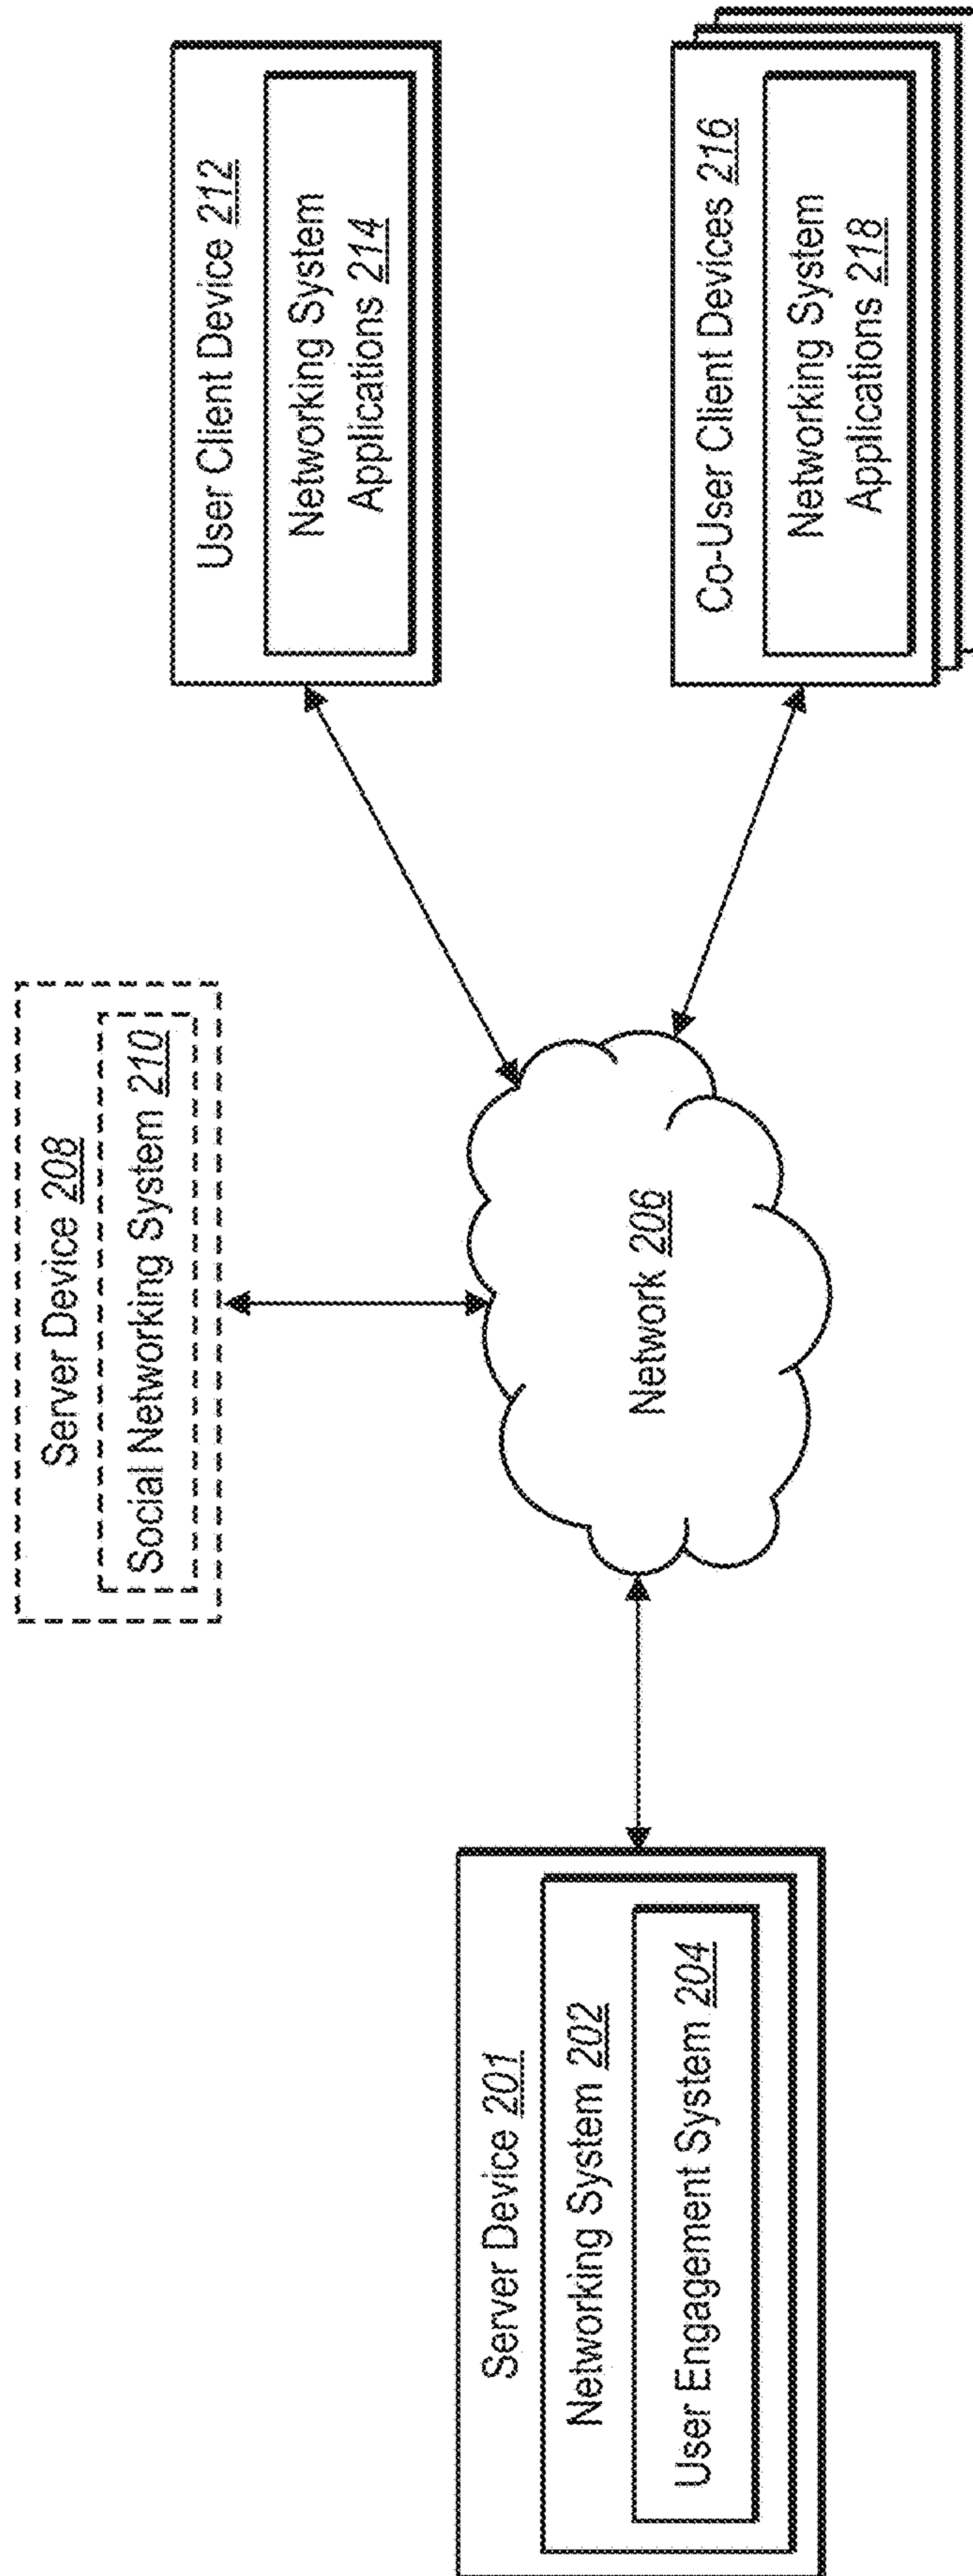 Server Device 208
Social Networking System 210
User Client Device 212
Networking System
Applications 214
Server Device 201
Networking System 202
User Engagement System 204
Network 206
Co-User Client Devices 216
Networking System
Applications 218